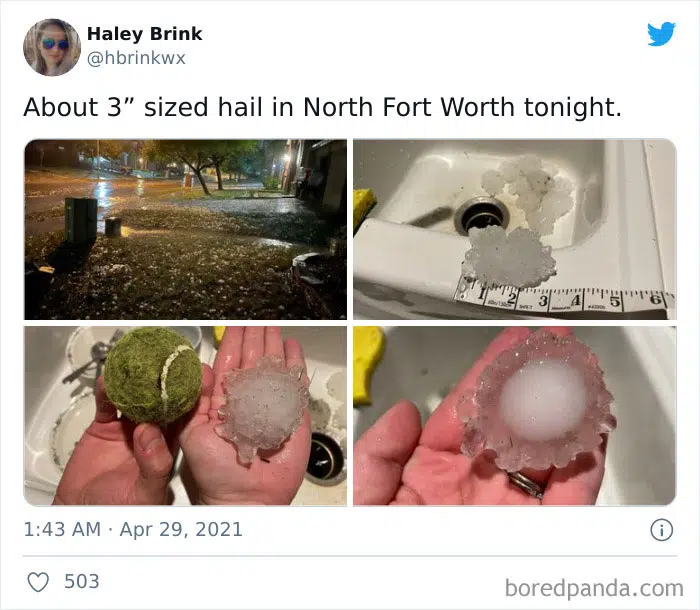 Haley Brink
@hbrinkwx
About 3” sized hail in North Fort Worth tonight.
1 2 3 4 5 6
1:43 AM · Apr 29, 2021
503
boredpanda.com